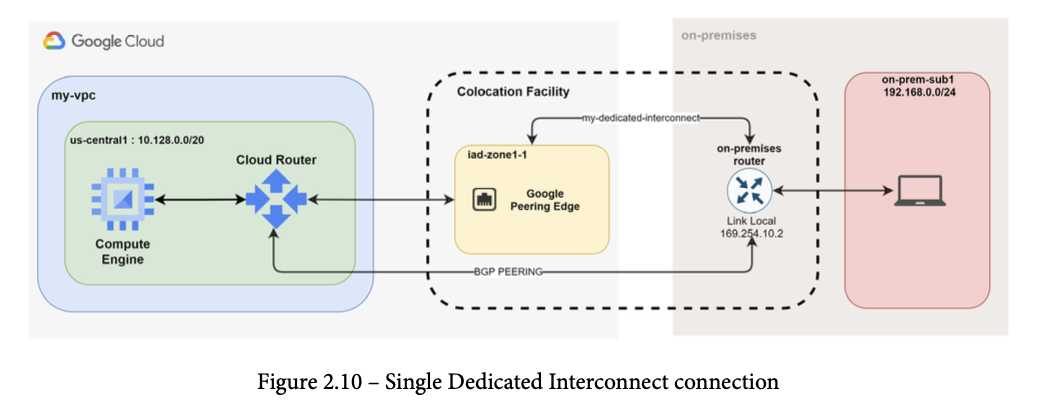 Google Cloud
on-premises
my-vpc
us-central1 : 10.128.0.0/20
Cloud Router
Compute
Engine
Colocation Facility
my-dedicated-interconnect
iad-zone1-1
Google
Peering Edge
on-premises
router
Link Local
169.254.10.2
BGP PEERING
on-prem-sub1
192.168.0.0/24
Figure 2.10 – Single Dedicated Interconnect connection